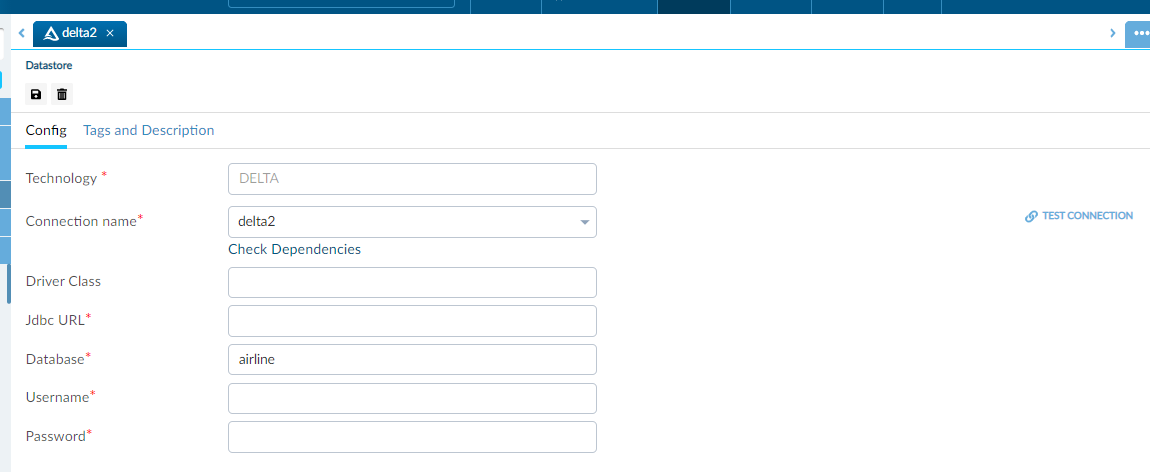 delta2 ×
Datastore
Config Tags and Description
Technology * DELTA
Connection name* delta2
TEST CONNECTION
Check Dependencies
Driver Class
Jdbc URL*
Database* airline
Username*
Password*